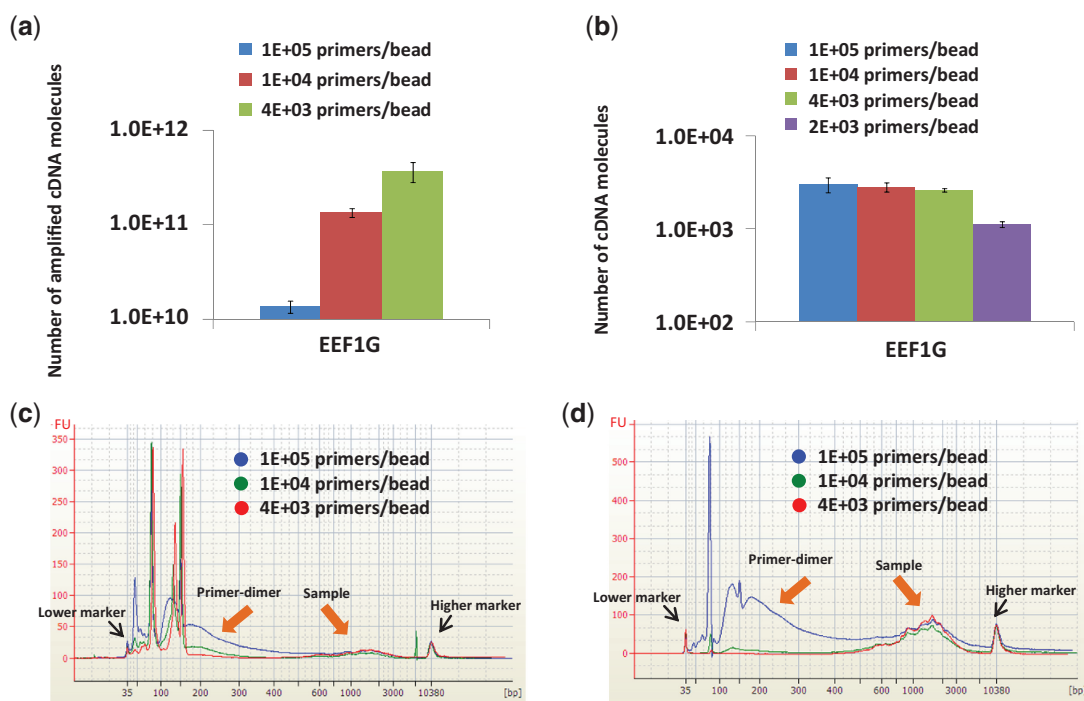 (a)
1E+05 primers/bead
1E+04 primers/bead
4E+03 primers/bead
Number of amplified cDNA molecules
1.0E+12
1.0E+11
1.0E+10
EEF1G
(b)
1E+05 primers/bead
1E+04 primers/bead
4E+03 primers/bead
2E+03 primers/bead
Number of cDNA molecules
1.0E+04
1.0E+03
1.0E+02
EEF1G
(c)
FU
350
300
250
200
150
100
50
0
1E+05 primers/bead
1E+04 primers/bead
4E+03 primers/bead
Lower marker
Primer-dimer
Sample
Higher marker
35 100 200 300 400 600 1000 3000 10380 [bp]
(d)
FU
500
400
300
200
100
0
1E+05 primers/bead
1E+04 primers/bead
4E+03 primers/bead
Lower marker
Primer-dimer
Sample
Higher marker
35 100 200 300 400 600 1000 3000 10380 [bp]